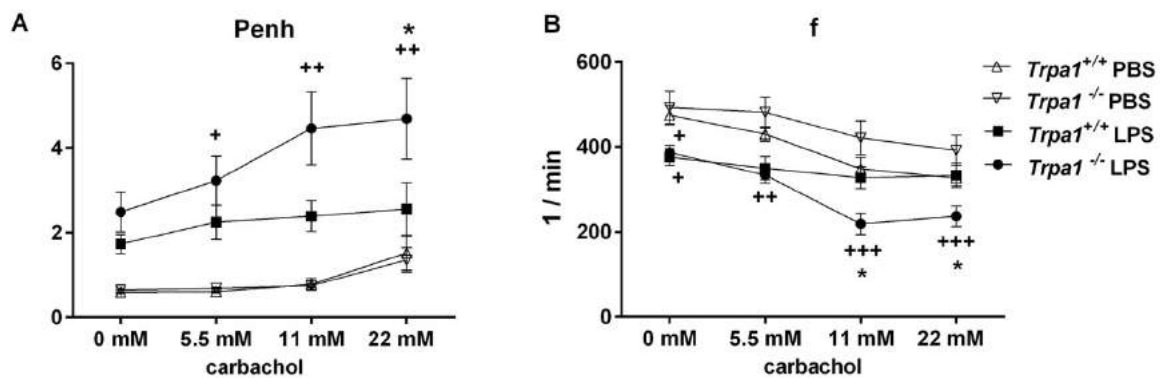 A
Penh
*
++
++
+
6
4
2
0
0 mM
5.5 mM
11 mM
22 mM
carbachol
B
f
1 / min
600
400
200
0
+
+
++
+++
*
+++
*
0 mM
5.5 mM
11 mM
22 mM
carbachol
Trpa1+/+ PBS
Trpa1 -/- PBS
Trpa1+/+ LPS
Trpa1 -/- LPS